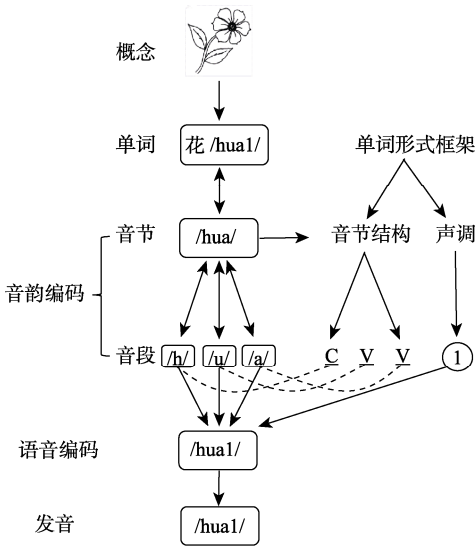 概念
单词 花 /hua1/ 单词形式框架
音节 /hua/ 音节结构 声调
音韵编码
音段 /h/ /u/ /a/ C V V 1
语音编码 /hua1/
发音 /hua1/